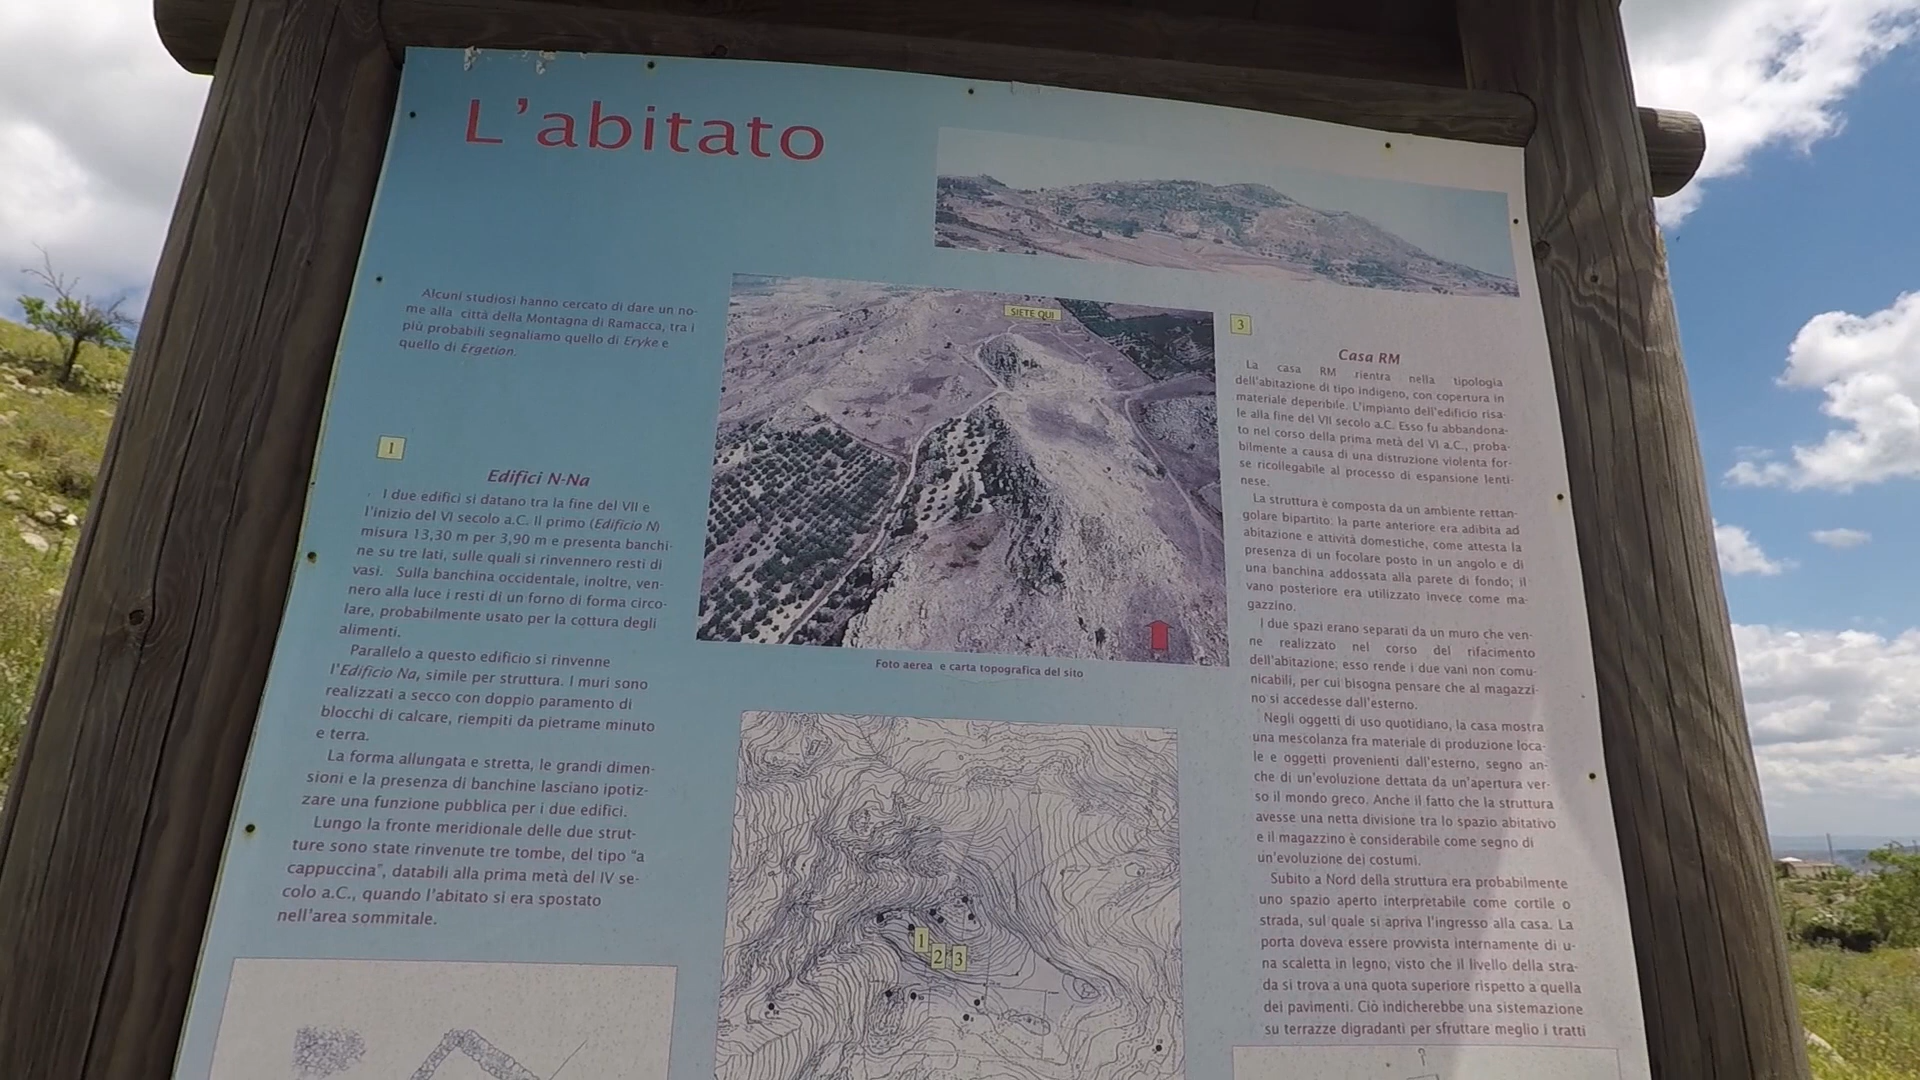 L'abitato
Alcuni studiosi hanno cercato di dare un no-
me alla città della Montagna di Ramacca, tra i
più probabili segnaliamo quello di Eryke e
quello di Ergetion.
1
Edifici N-Na
I due edifici si datano tra la fine del VII e
l'inizio del VI secolo a.C. Il primo (Edificio N)
misura 13,30 m per 3,90 m e presenta banchi-
ne su tre lati, sulle quali si rinvennero resti di
vasi. Sulla banchina occidentale, inoltre, ven-
nero alla luce i resti di un forno di forma circo-
lare, probabilmente usato per la cottura degli
alimenti.
Parallelo a questo edificio si rinvenne
l'Edificio Na, simile per struttura. I muri sono
realizzati a secco con doppio paramento di
blocchi di calcare, riempiti da pietrame minuto
e terra.
La forma allungata e stretta, le grandi dimen-
sioni e la presenza di banchine lasciano ipotiz-
zare una funzione pubblica per i due edifici.
Lungo la fronte meridionale delle due strut-
ture sono state rinvenute tre tombe, del tipo "a
cappuccina", databili alla prima metà del IV se-
colo a.C., quando l'abitato si era spostato
nell'area sommitale.
SIETE QUI
Foto aerea e carta topografica del sito
1
2
3
3
Casa RM
La casa RM rientra nella tipologia
dell'abitazione di tipo indigeno, con copertura in
materiale deperibile. L'impianto dell'edificio risa-
le alla fine del VII secolo a.C. Esso fu abbandona-
to nel corso della prima metà del VI a.C., proba-
bilmente a causa di una distruzione violenta for-
se ricollegabile al processo di espansione lenti-
nese.
La struttura è composta da un ambiente rettan-
golare bipartito: la parte anteriore era adibita ad
abitazione e attività domestiche, come attesta la
presenza di un focolare posto in un angolo e di
una banchina addossata alla parete di fondo; il
vano posteriore era utilizzato invece come ma-
gazzino.
I due spazi erano separati da un muro che ven-
ne realizzato nel corso del rifacimento
dell'abitazione; esso rende i due vani non comu-
nicabili, per cui bisogna pensare che al magazzi-
no si accedesse dall'esterno.
Negli oggetti di uso quotidiano, la casa mostra
una mescolanza fra materiale di produzione loca-
le e oggetti provenienti dall'esterno, segno an-
che di un'evoluzione dettata da un'apertura ver-
so il mondo greco. Anche il fatto che la struttura
avesse una netta divisione tra lo spazio abitativo
e il magazzino è considerabile come segno di
un'evoluzione dei costumi.
Subito a Nord della struttura era probabilmente
uno spazio aperto interpretabile come cortile o
strada, sul quale si apriva l'ingresso alla casa. La
porta doveva essere provvista internamente di u-
na scaletta in legno, visto che il livello della stra-
da si trova a una quota superiore rispetto a quella
dei pavimenti. Ciò indicherebbe una sistemazione
su terrazze digradanti per sfruttare meglio i tratti